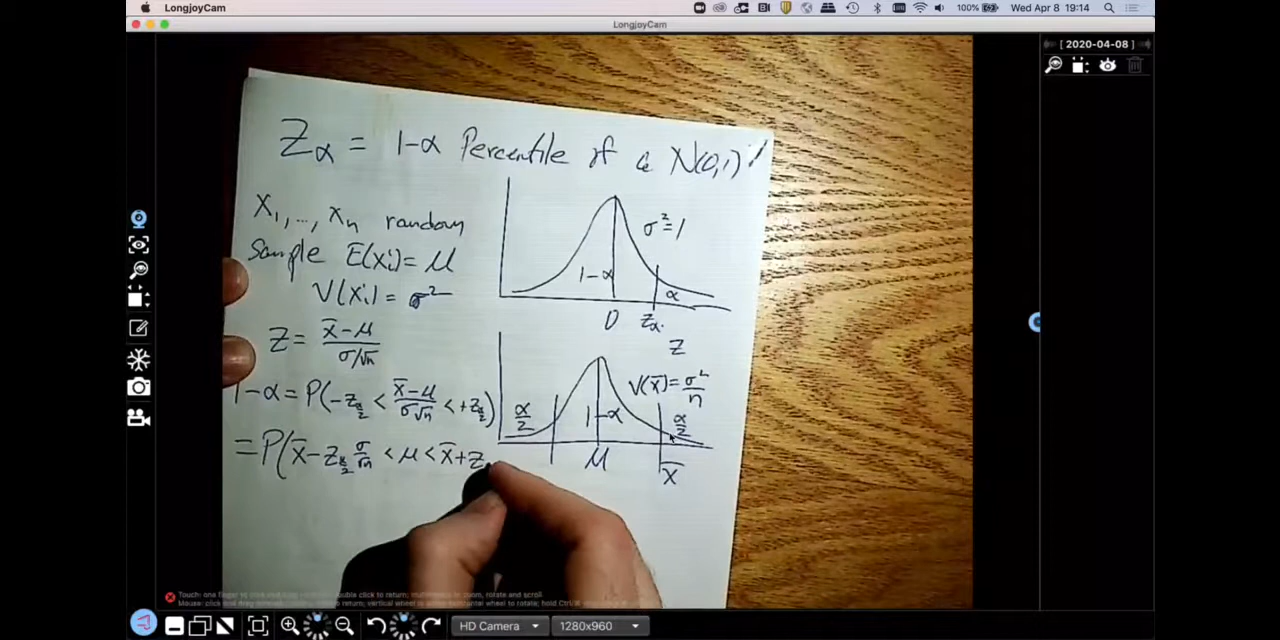 LongjoyCam
100%
Wed Apr 8 19:14
LongjoyCam
[ 2020-04-08 ]
Zα = 1-α Percentile of a N(0,1)
X1, ..., Xn random
Sample E(Xi) = μ
V(Xi) = σ²
Z = x̄-μ / σ/√n
1-α = P(-zα/2 < x̄-μ / σ√n < +zα/2)
= P(x̄ - zα/2 σ/√n < μ < x̄ + z
σ²=1
1-α
α
0
Zα
Z
V(x̄) = σ²/n
α/2
1-α
α/2
μ
x̄
HD Camera
1280x960